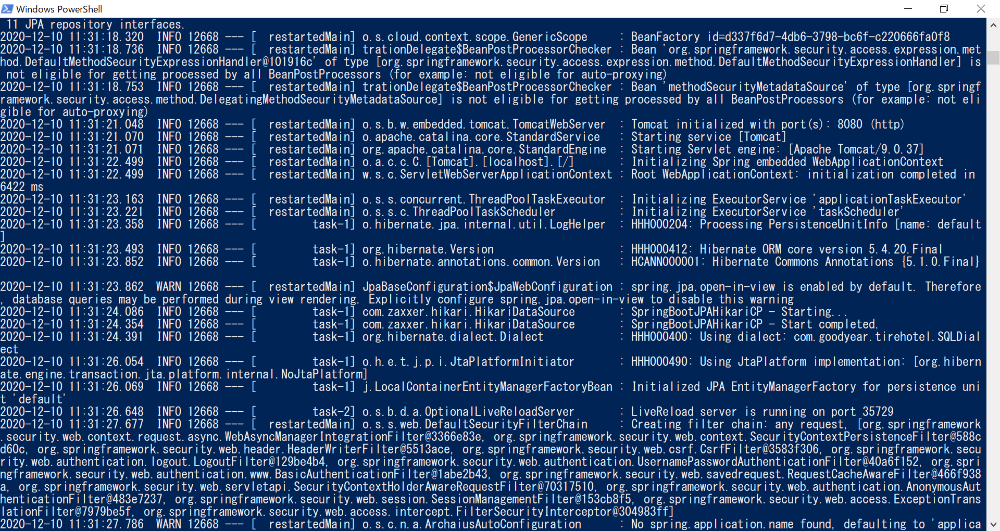 Windows PowerShell
 11 JPA repository interfaces.
2020-12-10 11:31:18.320  INFO 12668 --- [  restartedMain] o.s.cloud.context.scope.GenericScope     : BeanFactory id=d337f6d7-4db6-3798-bc6f-c220666fa0f8
2020-12-10 11:31:18.736  INFO 12668 --- [  restartedMain] trationDelegate$BeanPostProcessorChecker : Bean 'org.springframework.security.access.expression.met
hod.DefaultMethodSecurityExpressionHandler@101916c' of type [org.springframework.security.access.expression.method.DefaultMethodSecurityExpressionHandler] is
 not eligible for getting processed by all BeanPostProcessors (for example: not eligible for auto-proxying)
2020-12-10 11:31:18.753  INFO 12668 --- [  restartedMain] trationDelegate$BeanPostProcessorChecker : Bean 'methodSecurityMetadataSource' of type [org.springf
ramework.security.access.method.DelegatingMethodSecurityMetadataSource] is not eligible for getting processed by all BeanPostProcessors (for example: not eli
gible for auto-proxying)
2020-12-10 11:31:21.048  INFO 12668 --- [  restartedMain] o.s.b.w.embedded.tomcat.TomcatWebServer  : Tomcat initialized with port(s): 8080 (http)
2020-12-10 11:31:21.070  INFO 12668 --- [  restartedMain] o.apache.catalina.core.StandardService   : Starting service [Tomcat]
2020-12-10 11:31:21.071  INFO 12668 --- [  restartedMain] org.apache.catalina.core.StandardEngine  : Starting Servlet engine: [Apache Tomcat/9.0.37]
2020-12-10 11:31:22.499  INFO 12668 --- [  restartedMain] o.a.c.c.C.[Tomcat].[localhost].[/]       : Initializing Spring embedded WebApplicationContext
2020-12-10 11:31:22.499  INFO 12668 --- [  restartedMain] w.s.c.ServletWebServerApplicationContext : Root WebApplicationContext: initialization completed in
6422 ms
2020-12-10 11:31:23.163  INFO 12668 --- [  restartedMain] o.s.s.concurrent.ThreadPoolTaskExecutor  : Initializing ExecutorService 'applicationTaskExecutor'
2020-12-10 11:31:23.221  INFO 12668 --- [  restartedMain] o.s.s.c.ThreadPoolTaskScheduler          : Initializing ExecutorService 'taskScheduler'
2020-12-10 11:31:23.358  INFO 12668 --- [         task-1] o.hibernate.jpa.internal.util.LogHelper  : HHH000204: Processing PersistenceUnitInfo [name: default
]
2020-12-10 11:31:23.493  INFO 12668 --- [         task-1] org.hibernate.Version                    : HHH000412: Hibernate ORM core version 5.4.20.Final
2020-12-10 11:31:23.852  INFO 12668 --- [         task-1] o.hibernate.annotations.common.Version   : HCANN000001: Hibernate Commons Annotations {5.1.0.Final}
2020-12-10 11:31:23.862  WARN 12668 --- [  restartedMain] JpaBaseConfiguration$JpaWebConfiguration : spring.jpa.open-in-view is enabled by default. Therefore
, database queries may be performed during view rendering. Explicitly configure spring.jpa.open-in-view to disable this warning
2020-12-10 11:31:24.086  INFO 12668 --- [         task-1] com.zaxxer.hikari.HikariDataSource       : SpringBootJPAHikariCP - Starting...
2020-12-10 11:31:24.354  INFO 12668 --- [         task-1] com.zaxxer.hikari.HikariDataSource       : SpringBootJPAHikariCP - Start completed.
2020-12-10 11:31:24.391  INFO 12668 --- [         task-1] org.hibernate.dialect.Dialect            : HHH000400: Using dialect: com.goodyear.tirehotel.SQLDial
ect
2020-12-10 11:31:26.054  INFO 12668 --- [         task-1] o.h.e.t.j.p.i.JtaPlatformInitiator       : HHH000490: Using JtaPlatform implementation: [org.hibern
ate.engine.transaction.jta.platform.internal.NoJtaPlatform]
2020-12-10 11:31:26.069  INFO 12668 --- [         task-1] j.LocalContainerEntityManagerFactoryBean : Initialized JPA EntityManagerFactory for persistence uni
t 'default'
2020-12-10 11:31:26.648  INFO 12668 --- [         task-2] o.s.b.d.a.OptionalLiveReloadServer       : LiveReload server is running on port 35729
2020-12-10 11:31:27.677  INFO 12668 --- [  restartedMain] o.s.s.web.DefaultSecurityFilterChain     : Creating filter chain: any request, [org.springframework
.security.web.context.request.async.WebAsyncManagerIntegrationFilter@3366e83e, org.springframework.security.web.context.SecurityContextPersistenceFilter@588c
d60c, org.springframework.security.web.header.HeaderWriterFilter@5513ace, org.springframework.security.web.csrf.CsrfFilter@3583f306, org.springframework.secu
rity.web.authentication.logout.LogoutFilter@129be4b4, org.springframework.security.web.authentication.UsernamePasswordAuthenticationFilter@40a6f152, org.spri
ngframework.security.web.authentication.www.BasicAuthenticationFilter@1abe2b43, org.springframework.security.web.savedrequest.RequestCacheAwareFilter@466f938
a, org.springframework.security.web.servletapi.SecurityContextHolderAwareRequestFilter@70317510, org.springframework.security.web.authentication.AnonymousAut
henticationFilter@483e7237, org.springframework.security.web.session.SessionManagementFilter@153cb8f5, org.springframework.security.web.access.ExceptionTrans
lationFilter@7979be5f, org.springframework.security.web.access.intercept.FilterSecurityInterceptor@304983ff]
2020-12-10 11:31:27.786  WARN 12668 --- [  restartedMain] o.s.c.n.a.ArchaiusAutoConfiguration      : No spring.application.name found, defaulting to 'applica